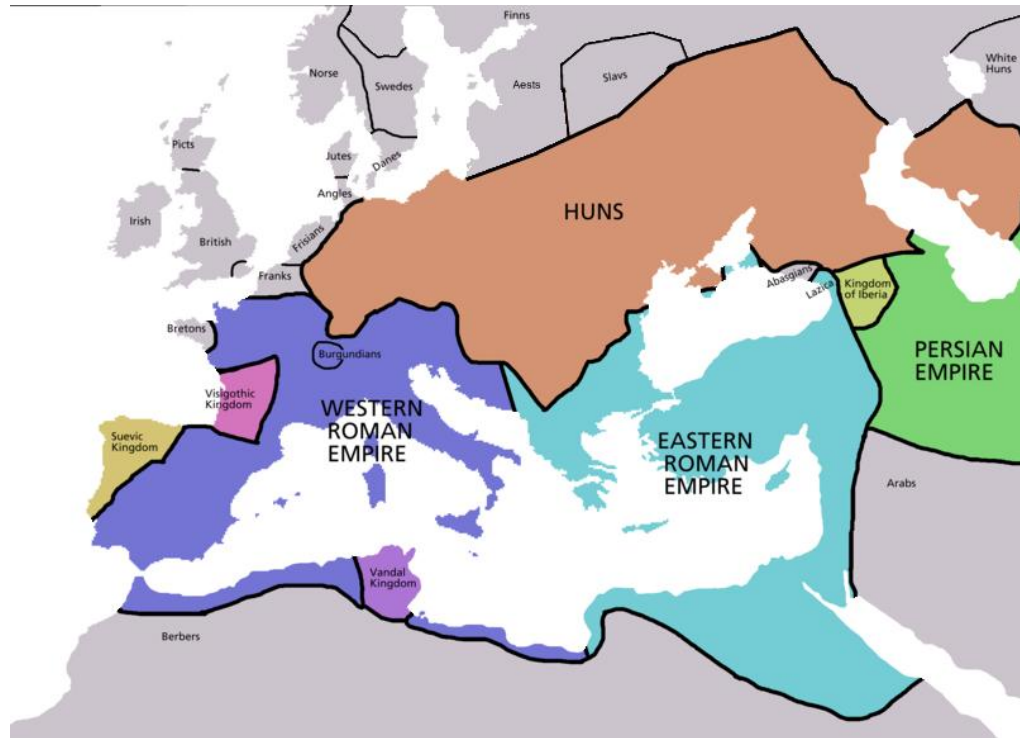 Finns
White
Huns
Norse
Swedes
Aests
Slavs
Picts
Jutes
Danes
Angles
Irish
British
Frisians
HUNS
Franks
Abasgians
Lazica
Kingdom
of Iberia
Bretons
Burgundians
PERSIAN
EMPIRE
Visigothic
Kingdom
WESTERN
ROMAN
EMPIRE
Suevic
Kingdom
EASTERN
ROMAN
EMPIRE
Arabs
Vandal
Kingdom
Berbers